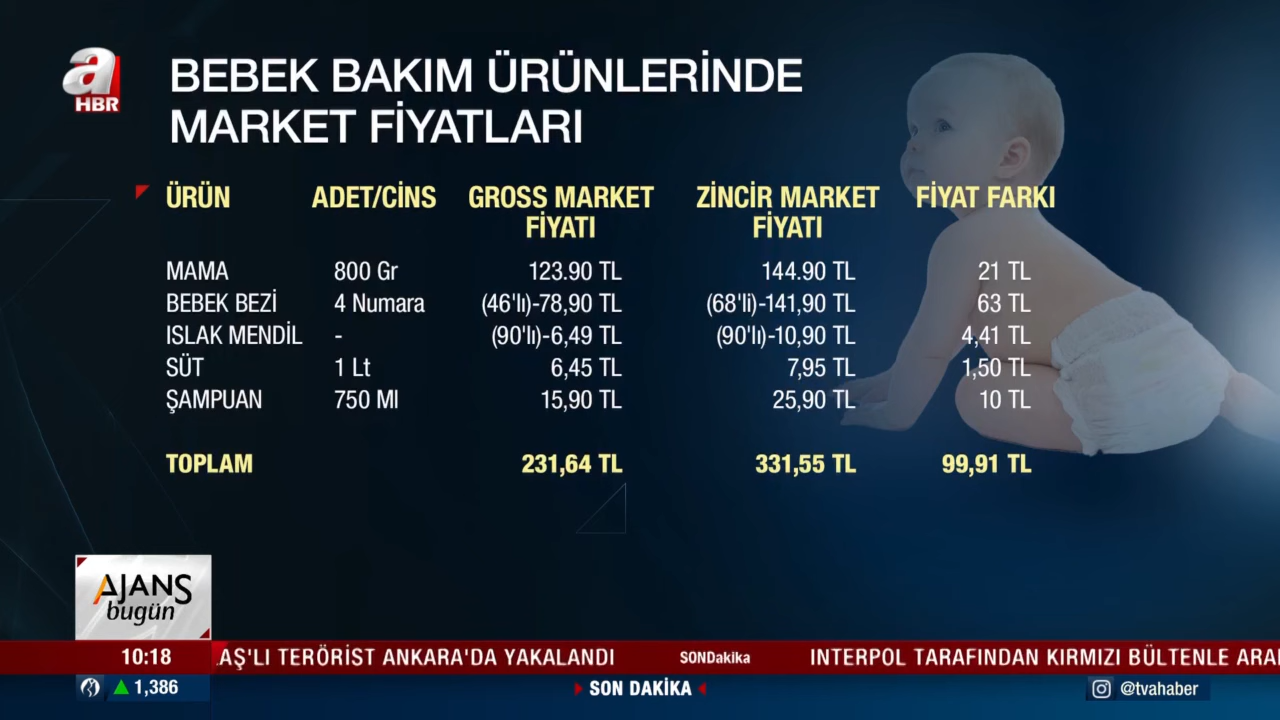 a
HBR
BEBEK BAKIM ÜRÜNLERİNDE
MARKET FİYATLARI
ÜRÜN ADET/CİNS GROSS MARKET FİYATI ZİNCİR MARKET FİYATI FİYAT FARKI
MAMA 800 Gr 123.90 TL 144.90 TL 21 TL
BEBEK BEZİ 4 Numara (46'lı)-78,90 TL (68'li)-141,90 TL 63 TL
ISLAK MENDİL - (90'lı)-6,49 TL (90'lı)-10,90 TL 4,41 TL
SÜT 1 Lt 6,45 TL 7,95 TL 1,50 TL
ŞAMPUAN 750 Ml 15,90 TL 25,90 TL 10 TL
TOPLAM 231,64 TL 331,55 TL 99,91 TL
AJANS
bugün
10:18 AŞ'LI TERÖRİST ANKARA'DA YAKALANDI SONDakika INTERPOL TARAFINDAN KIRMIZI BÜLTENLE ARA
1,386 SON DAKİKA @tvahaber